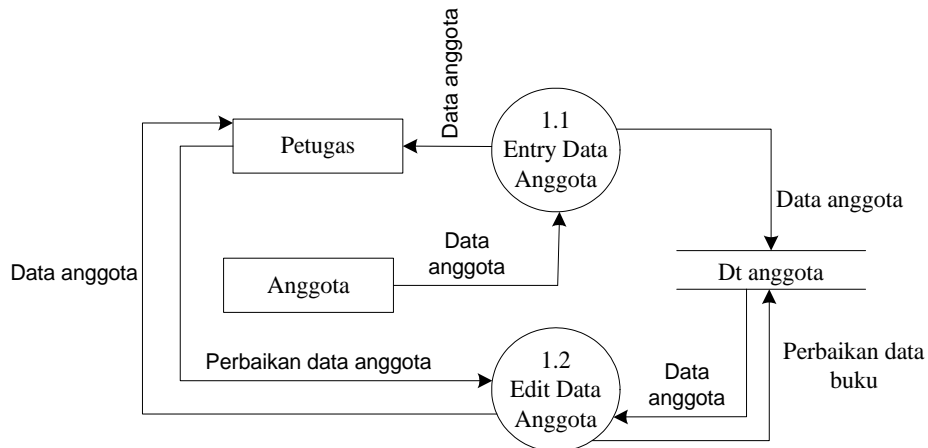 Data anggota
1.1
Entry Data
Anggota
Petugas
Data anggota
Data
anggota
Dt anggota
Data anggota
Anggota
Perbaikan data anggota
1.2
Edit Data
Anggota
Data
anggota
Perbaikan data
buku